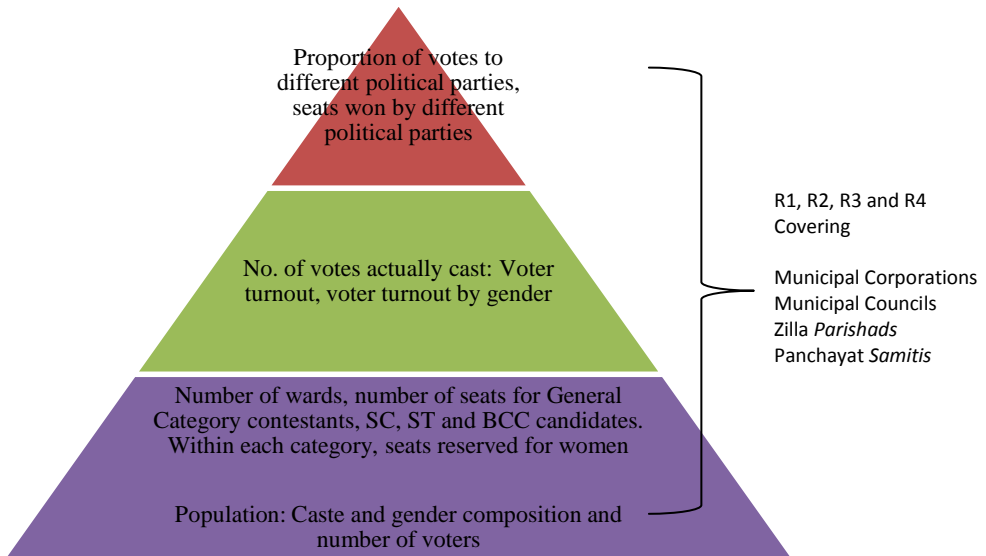 Proportion of votes to
different political parties,
seats won by different
political parties
No. of votes actually cast: Voter
turnout, voter turnout by gender
Number of wards, number of seats for General
Category contestants, SC, ST and BCC candidates.
Within each category, seats reserved for women
Population: Caste and gender composition and
number of voters
R1, R2, R3 and R4
Covering
Municipal Corporations
Municipal Councils
Zilla Parishads
Panchayat Samitis